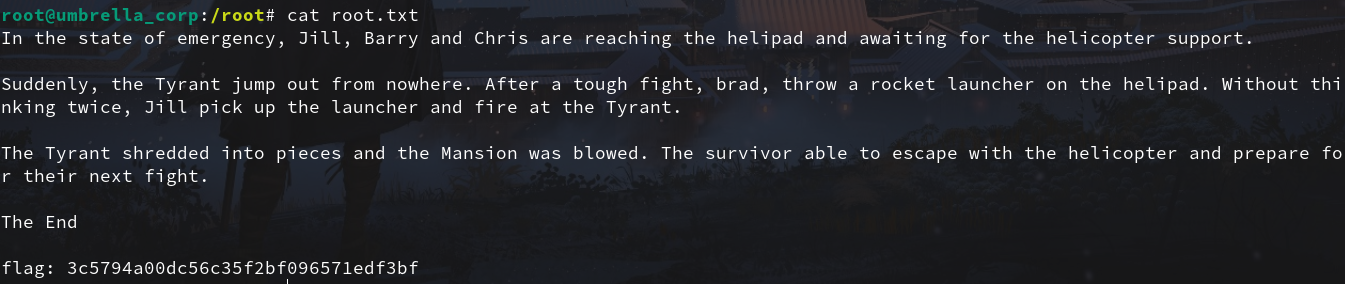 root@umbrella_corp:/root# cat root.txt
In the state of emergency, Jill, Barry and Chris are reaching the helipad and awaiting for the helicopter support.
Suddenly, the Tyrant jump out from nowhere. After a tough fight, brad, throw a rocket launcher on the helipad. Without thi
nking twice, Jill pick up the launcher and fire at the Tyrant.
The Tyrant shredded into pieces and the Mansion was blowed. The survivor able to escape with the helicopter and prepare fo
r their next fight.
The End
flag: 3c5794a00dc56c35f2bf096571edf3bf